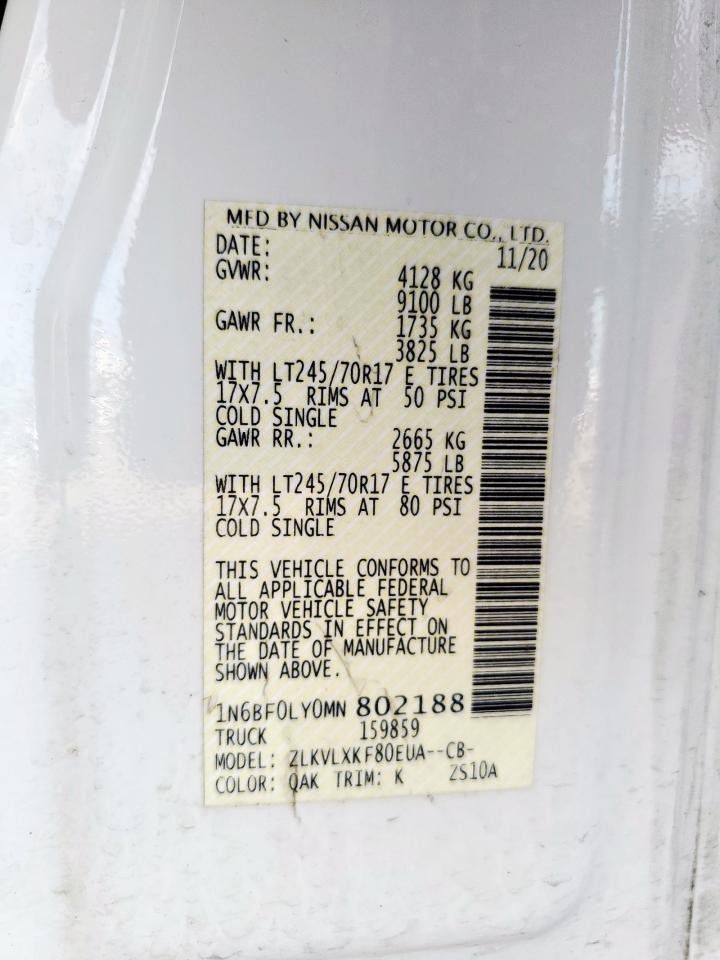 MFD BY NISSAN MOTOR CO., LTD.
DATE: 11/20
GVWR: 4128 KG
9100 LB
GAWR FR.: 1735 KG
3825 LB
WITH LT245/70R17 E TIRES
17X7.5 RIMS AT 50 PSI
COLD SINGLE
GAWR RR.: 2665 KG
5875 LB
WITH LT245/70R17 E TIRES
17X7.5 RIMS AT 80 PSI
COLD SINGLE
THIS VEHICLE CONFORMS TO
ALL APPLICABLE FEDERAL
MOTOR VEHICLE SAFETY
STANDARDS IN EFFECT ON
THE DATE OF MANUFACTURE
SHOWN ABOVE.
1N6BF0LY0MN 802188
TRUCK 159859
MODEL: ZLKVLXKF80EUA--CB-
COLOR: QAK TRIM: K ZS10A